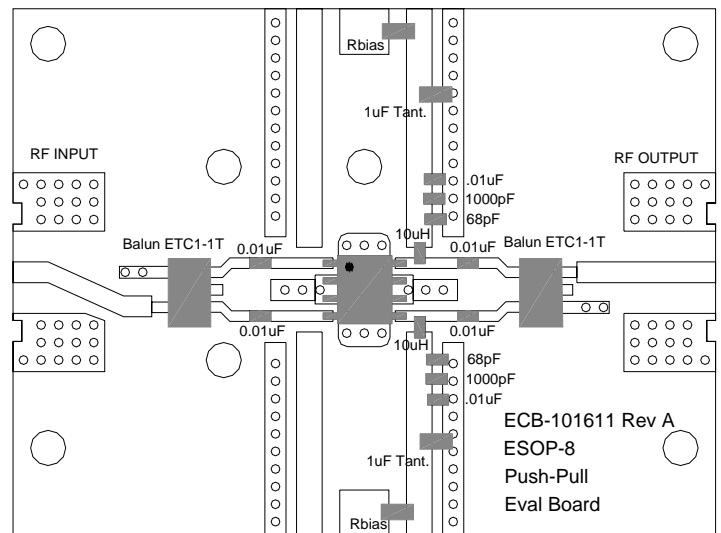 Rbias
1uF Tant.
RF INPUT
RF OUTPUT
.01uF
1000pF
68pF
Balun ETC1-1T
0.01uF
10uH
0.01uF
Balun ETC1-1T
0.01uF
10uH
0.01uF
68pF
1000pF
.01uF
1uF Tant.
Rbias
ECB-101611 Rev A
ESOP-8
Push-Pull
Eval Board